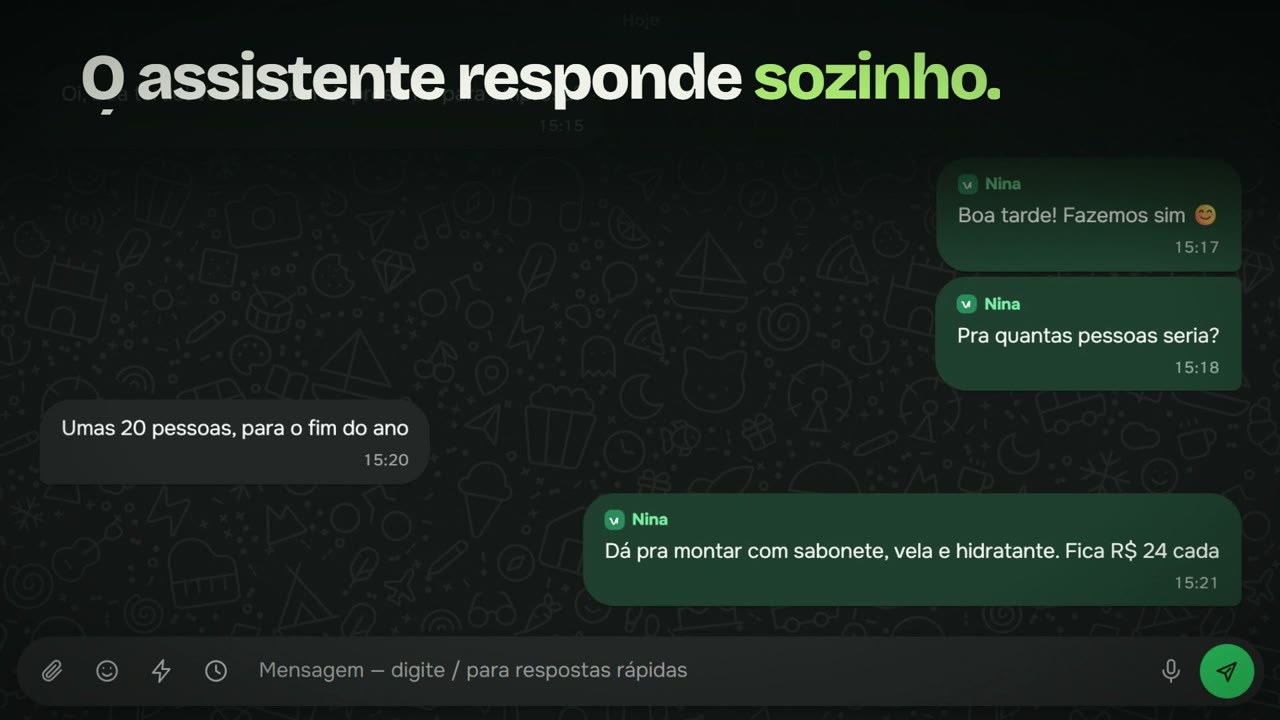 Hoje
O assistente responde sozinho.
15:15
Nina
Boa tarde! Fazemos sim 😊
15:17
Nina
Pra quantas pessoas seria?
15:18
Umas 20 pessoas, para o fim do ano
15:20
Nina
Dá pra montar com sabonete, vela e hidratante. Fica R$ 24 cada
15:21
Mensagem — digite / para respostas rápidas